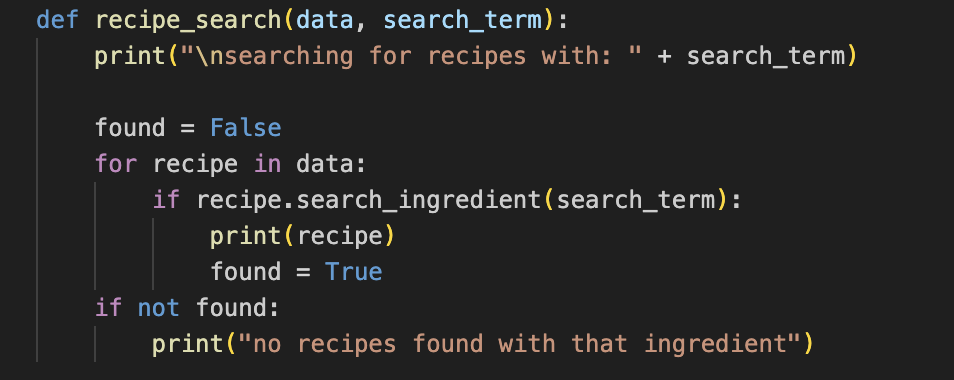 def recipe_search(data, search_term):
    print("\nsearching for recipes with: " + search_term)

    found = False
    for recipe in data:
        if recipe.search_ingredient(search_term):
            print(recipe)
            found = True
    if not found:
        print("no recipes found with that ingredient")